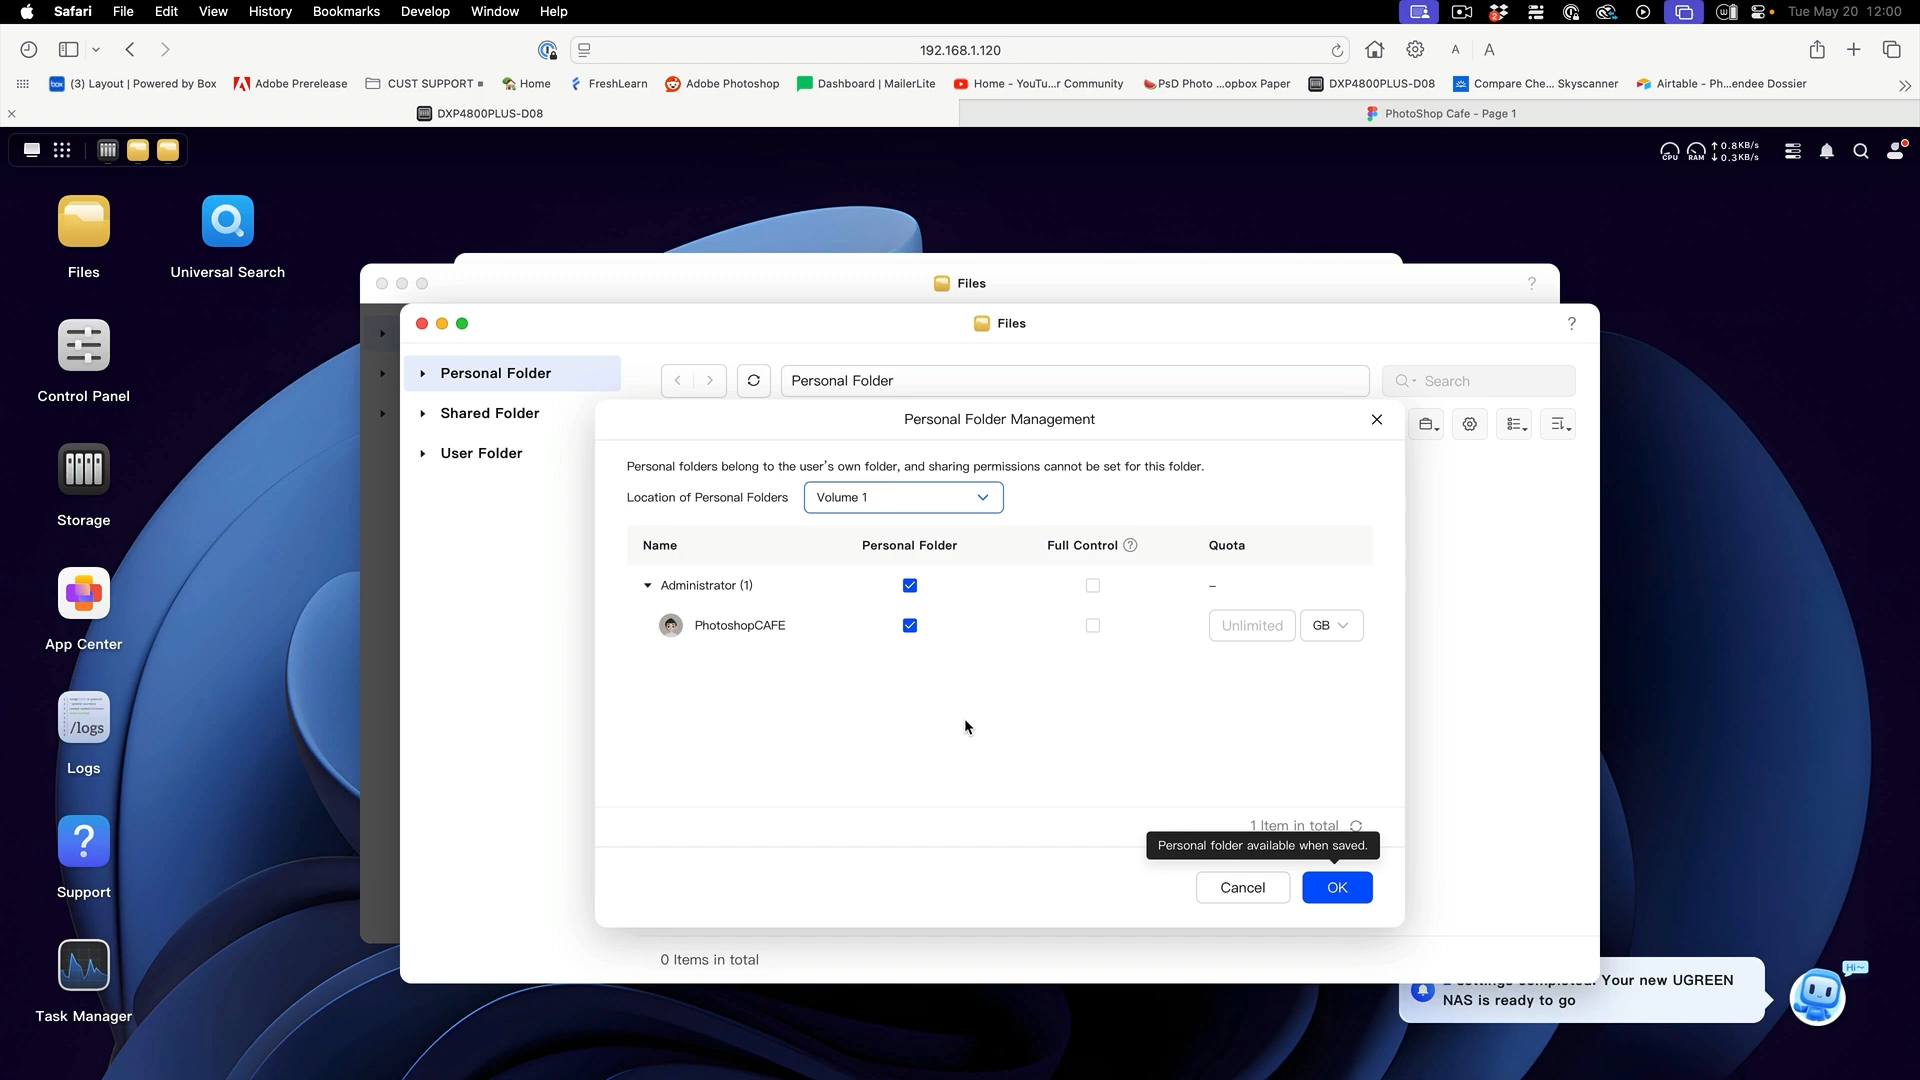 Safari File Edit View History Bookmarks Develop Window Help
2
Tue May 20 12:00
192.168.1.120
A A
box (3) Layout | Powered by Box
Adobe Prerelease
CUST SUPPORT
Home
FreshLearn
Adobe Photoshop
Dashboard | MailerLite
Home - YouTu...r Community
PsD Photo ...opbox Paper
DXP4800PLUS-D08
Compare Che... Skyscanner
Airtable - Ph...endee Dossier
DXP4800PLUS-D08
PhotoShop Cafe - Page 1
CPU RAM
0.8KB/s
0.3KB/s
Files
Universal Search
Control Panel
Storage
App Center
/logs
Logs
Support
Task Manager
Files
?
Files
?
Personal Folder
Shared Folder
User Folder
Personal Folder
Search
Personal Folder Management
Personal folders belong to the user's own folder, and sharing permissions cannot be set for this folder.
Location of Personal Folders Volume 1
Name Personal Folder Full Control ? Quota
Administrator (1) –
PhotoshopCAFE Unlimited GB
1 Item in total
Personal folder available when saved.
Cancel OK
0 Items in total
settings completed. Your new UGREEN
NAS is ready to go
Hi~